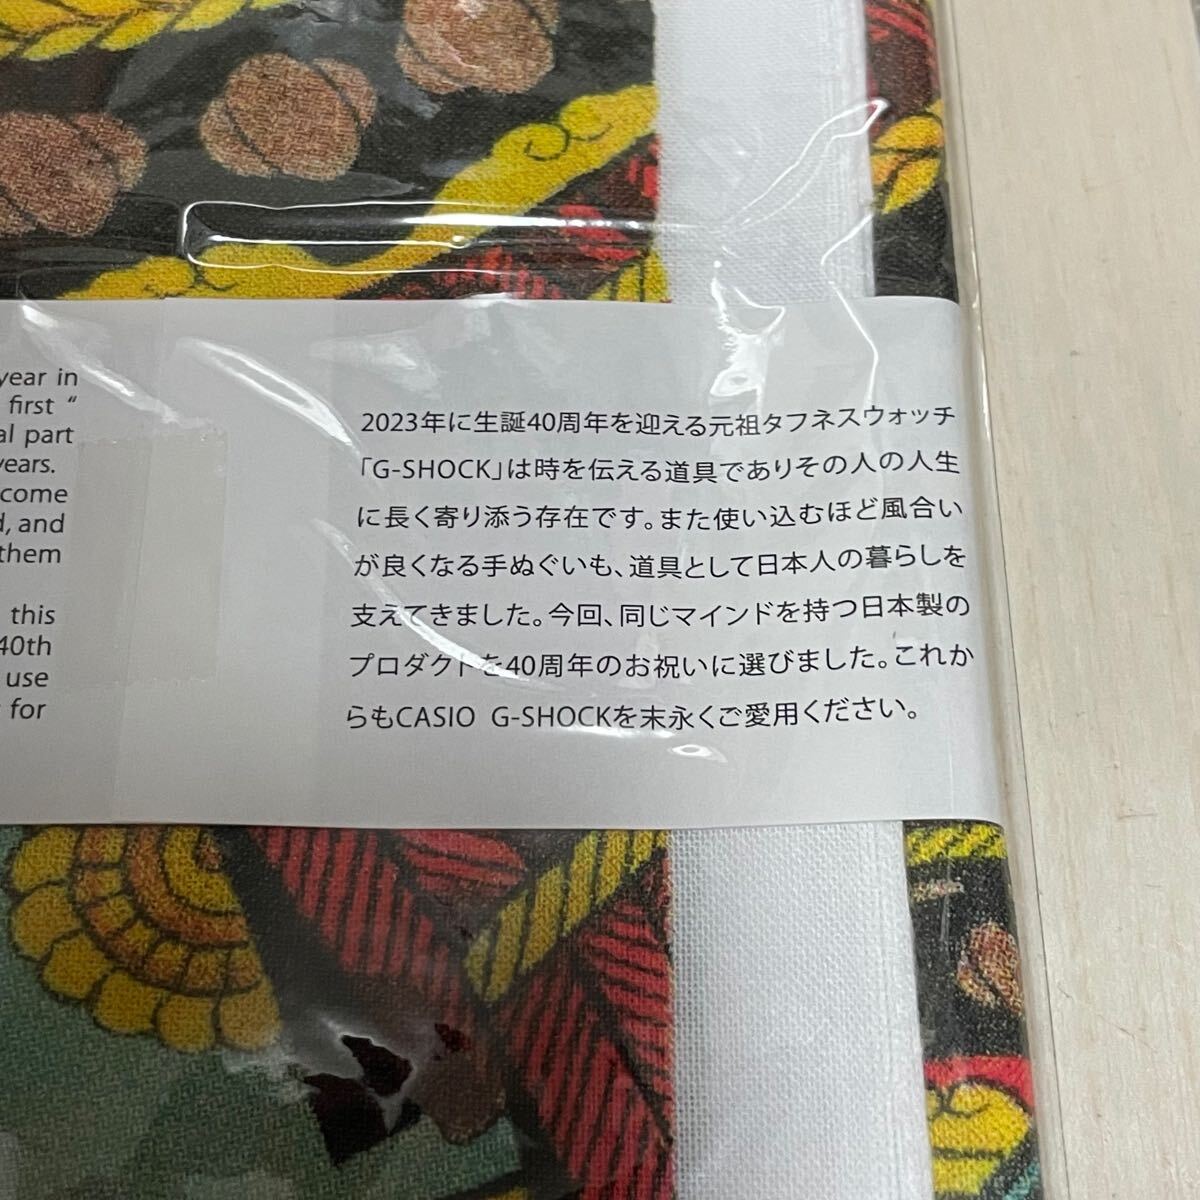 year in
first “
al part
years.
come
d, and
them
this
40th
use
for
2023年に生誕40周年を迎える元祖タフネスウォッチ
「G-SHOCK」は時を伝える道具でありその人の人生
に長く寄り添う存在です。また使い込むほど風合い
が良くなる手ぬぐいも、道具として日本人の暮らしを
支えてきました。今回、同じマインドを持つ日本製の
プロダクトを40周年のお祝いに選びました。これか
らもCASIO G-SHOCKを末永くご愛用ください。